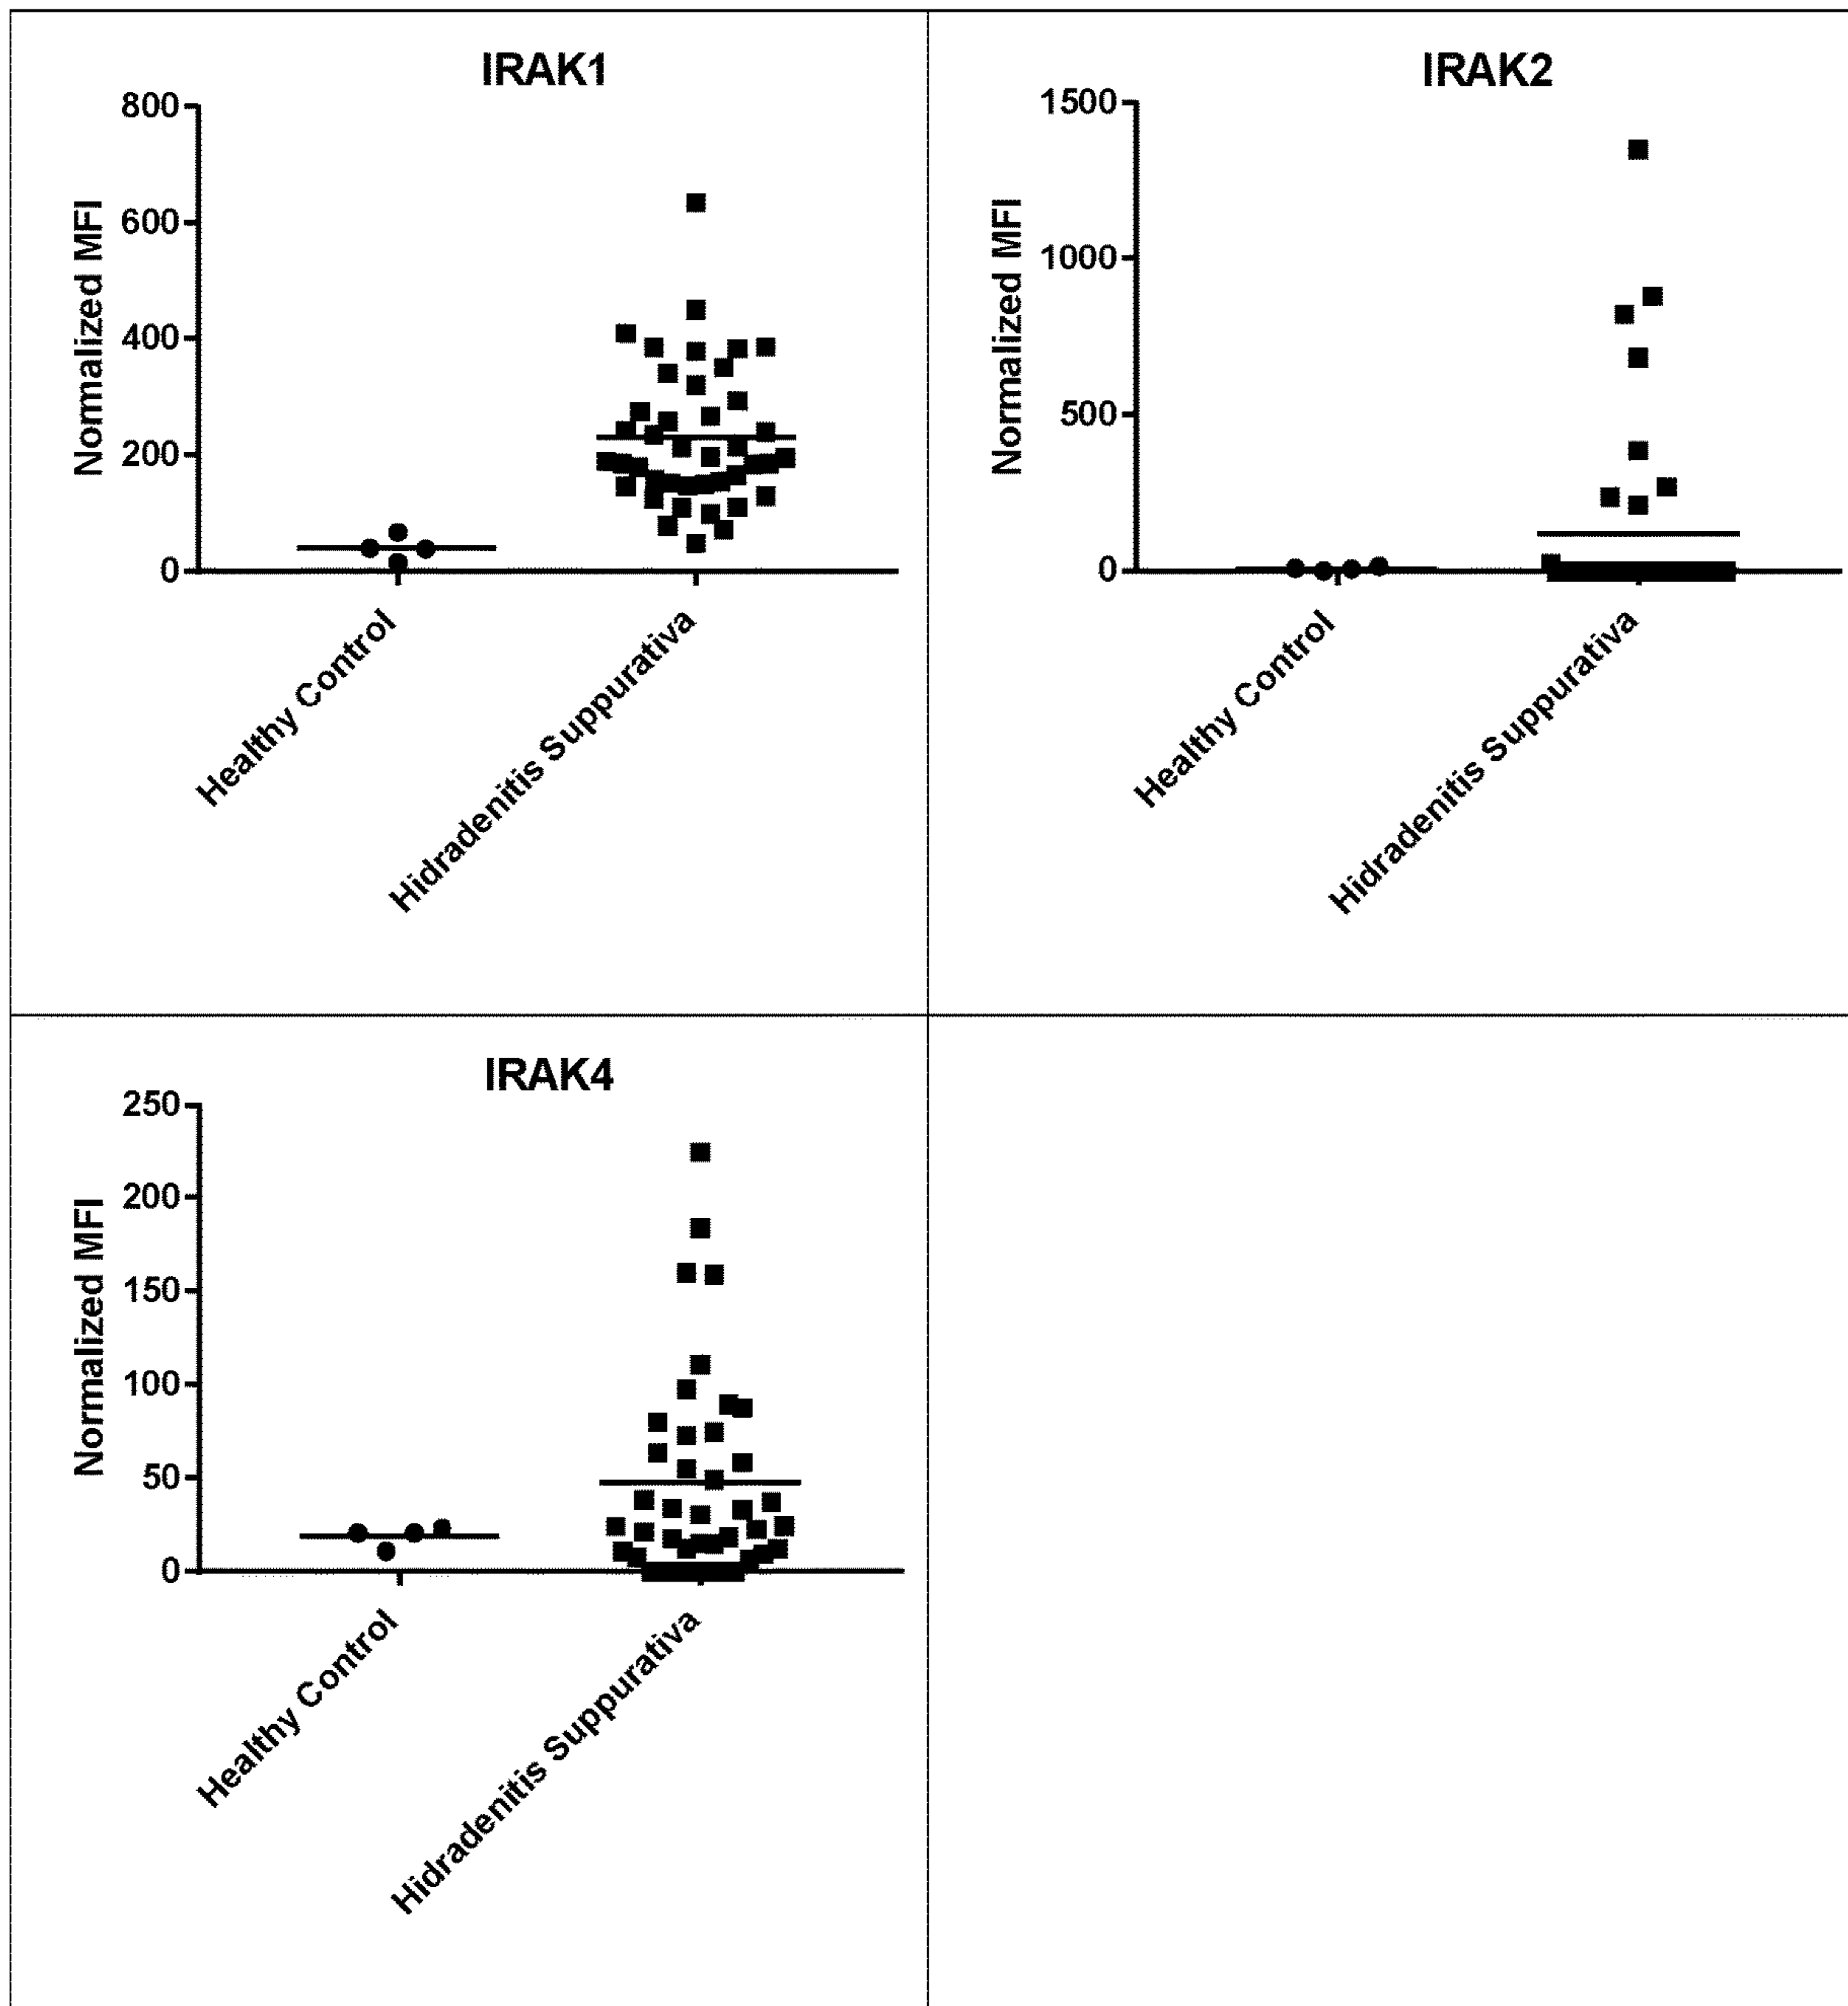 IRAK1
800
600
400
200
0
Normalized MFI
Healthy Control
Hidradenitis Suppurativa
IRAK2
1500
1000
500
0
Normalized MFI
Healthy Control
Hidradenitis Suppurativa
IRAK4
250
200
150
100
50
0
Normalized MFI
Healthy Control
Hidradenitis Suppurativa